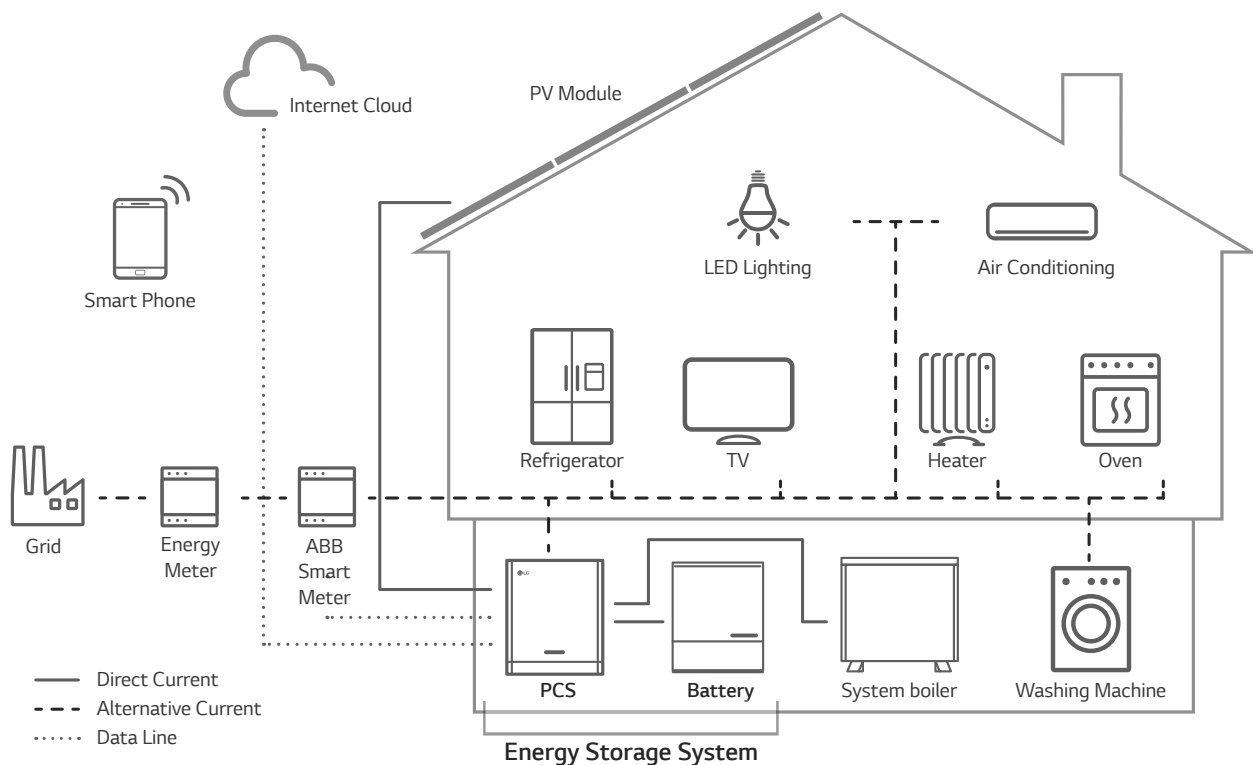 Internet Cloud
PV Module
Smart Phone
LED Lighting
Air Conditioning
Refrigerator
TV
Heater
Oven
Grid
Energy
Meter
ABB
Smart
Meter
LG
PCS
Battery
System boiler
Washing Machine
Direct Current
Alternative Current
Data Line
Energy Storage System